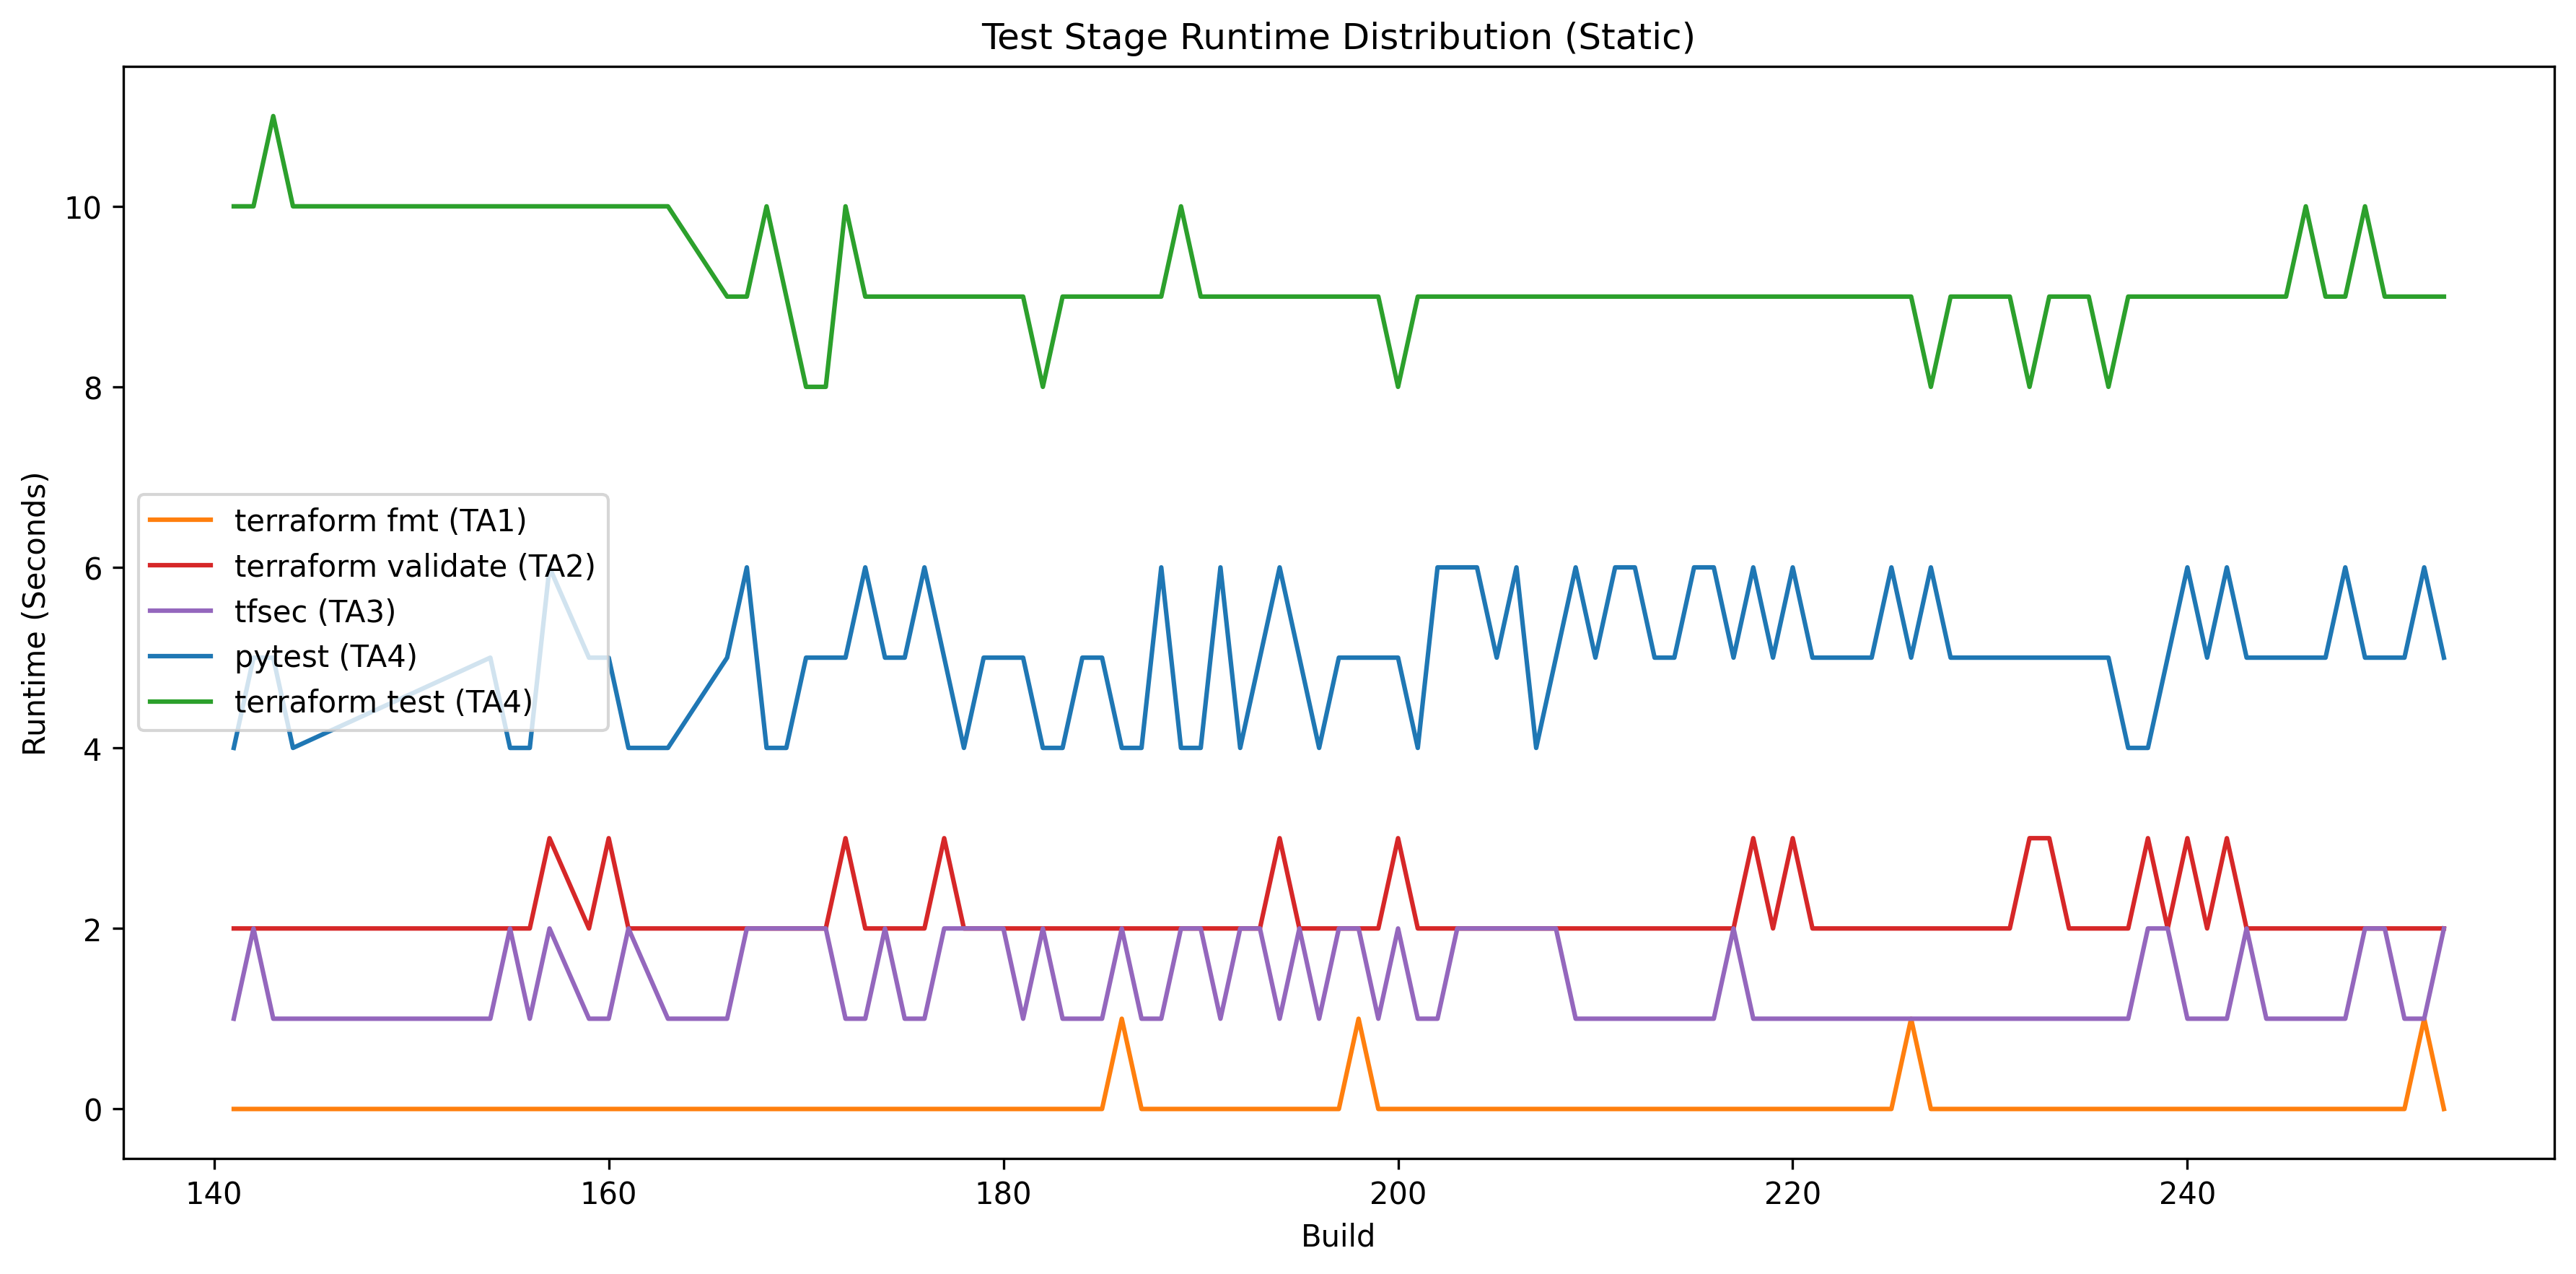 Test Stage Runtime Distribution (Static)
Runtime (Seconds)
10
8
6
4
2
0
terraform fmt (TA1)
terraform validate (TA2)
tfsec (TA3)
pytest (TA4)
terraform test (TA4)
140 160 180 200 220 240
Build